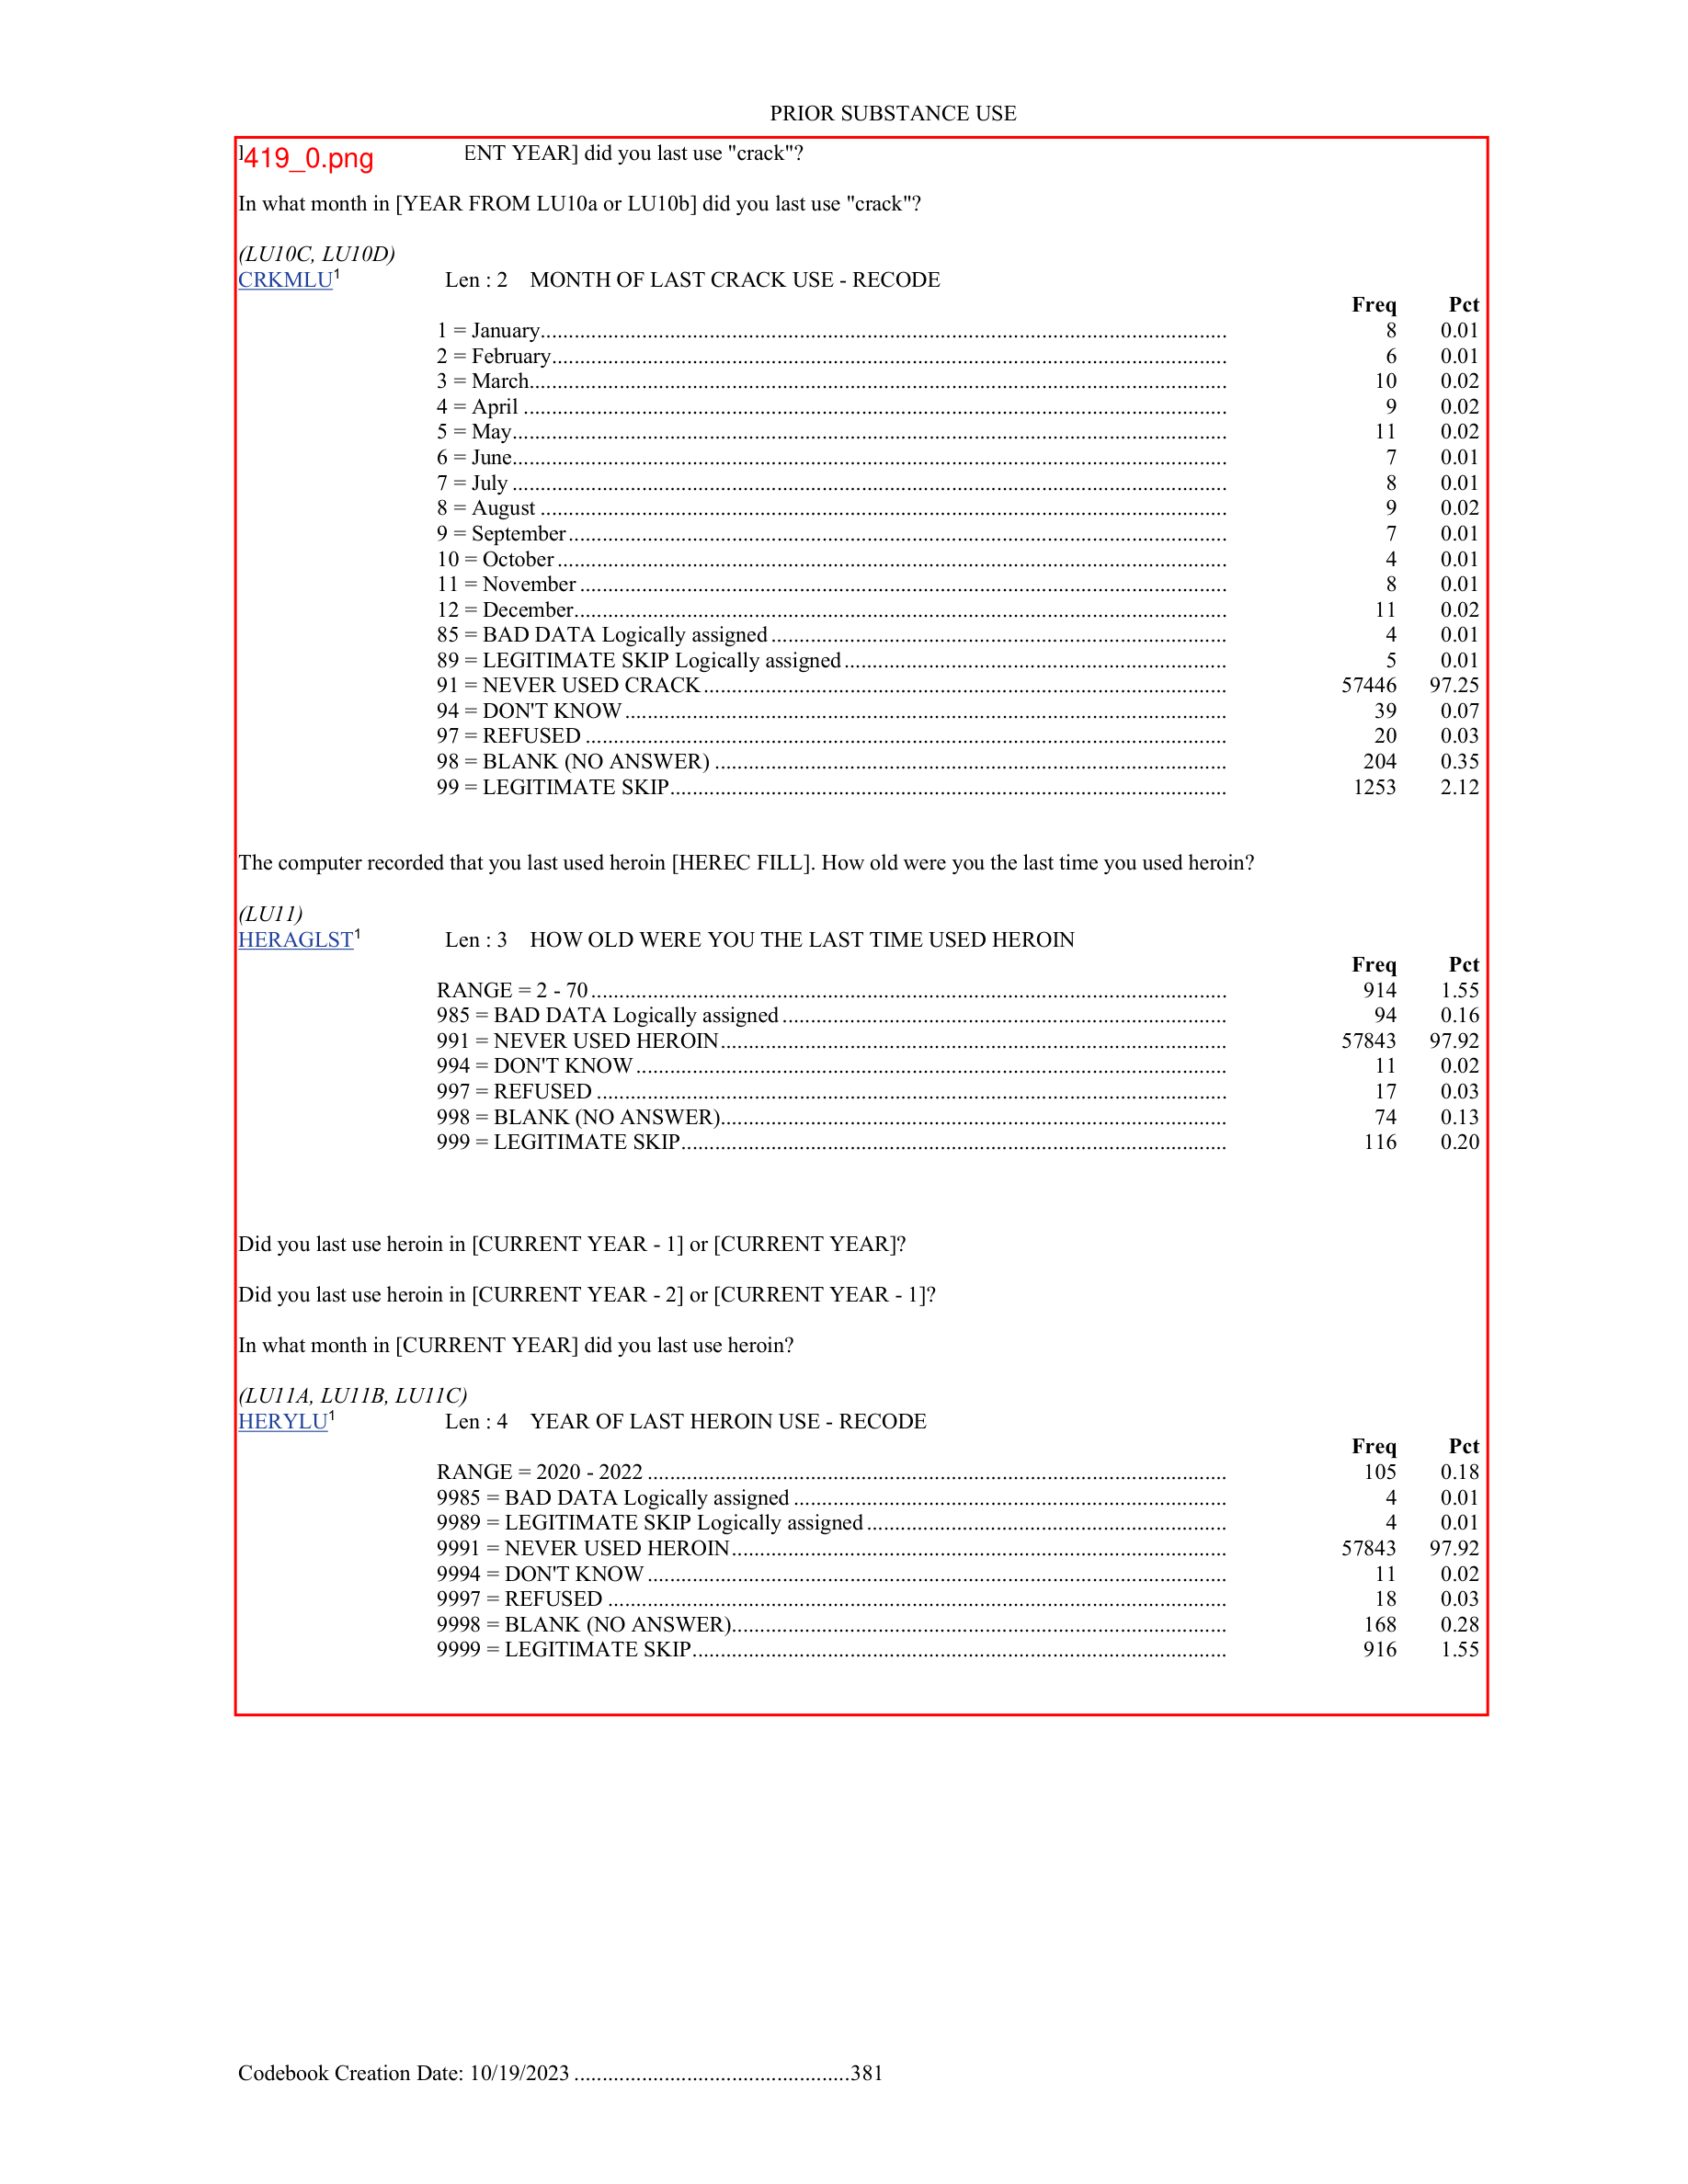 PRIOR SUBSTANCE USE
419_0.png ENT YEAR] did you last use "crack"?
In what month in [YEAR FROM LU10a or LU10b] did you last use "crack"?
(LU10C, LU10D)
CRKMLU1 Len : 2 MONTH OF LAST CRACK USE - RECODE
Freq Pct
1 = January 8 0.01
2 = February 6 0.01
3 = March 10 0.02
4 = April 9 0.02
5 = May 11 0.02
6 = June 7 0.01
7 = July 8 0.01
8 = August 9 0.02
9 = September 7 0.01
10 = October 4 0.01
11 = November 8 0.01
12 = December 11 0.02
85 = BAD DATA Logically assigned 4 0.01
89 = LEGITIMATE SKIP Logically assigned 5 0.01
91 = NEVER USED CRACK 57446 97.25
94 = DON'T KNOW 39 0.07
97 = REFUSED 20 0.03
98 = BLANK (NO ANSWER) 204 0.35
99 = LEGITIMATE SKIP 1253 2.12
The computer recorded that you last used heroin [HEREC FILL]. How old were you the last time you used heroin?
(LU11)
HERAGLST1 Len : 3 HOW OLD WERE YOU THE LAST TIME USED HEROIN
Freq Pct
RANGE = 2 - 70 914 1.55
985 = BAD DATA Logically assigned 94 0.16
991 = NEVER USED HEROIN 57843 97.92
994 = DON'T KNOW 11 0.02
997 = REFUSED 17 0.03
998 = BLANK (NO ANSWER) 74 0.13
999 = LEGITIMATE SKIP 116 0.20
Did you last use heroin in [CURRENT YEAR - 1] or [CURRENT YEAR]?
Did you last use heroin in [CURRENT YEAR - 2] or [CURRENT YEAR - 1]?
In what month in [CURRENT YEAR] did you last use heroin?
(LU11A, LU11B, LU11C)
HERYLU1 Len : 4 YEAR OF LAST HEROIN USE - RECODE
Freq Pct
RANGE = 2020 - 2022 105 0.18
9985 = BAD DATA Logically assigned 4 0.01
9989 = LEGITIMATE SKIP Logically assigned 4 0.01
9991 = NEVER USED HEROIN 57843 97.92
9994 = DON'T KNOW 11 0.02
9997 = REFUSED 18 0.03
9998 = BLANK (NO ANSWER) 168 0.28
9999 = LEGITIMATE SKIP 916 1.55
Codebook Creation Date: 10/19/2023 381